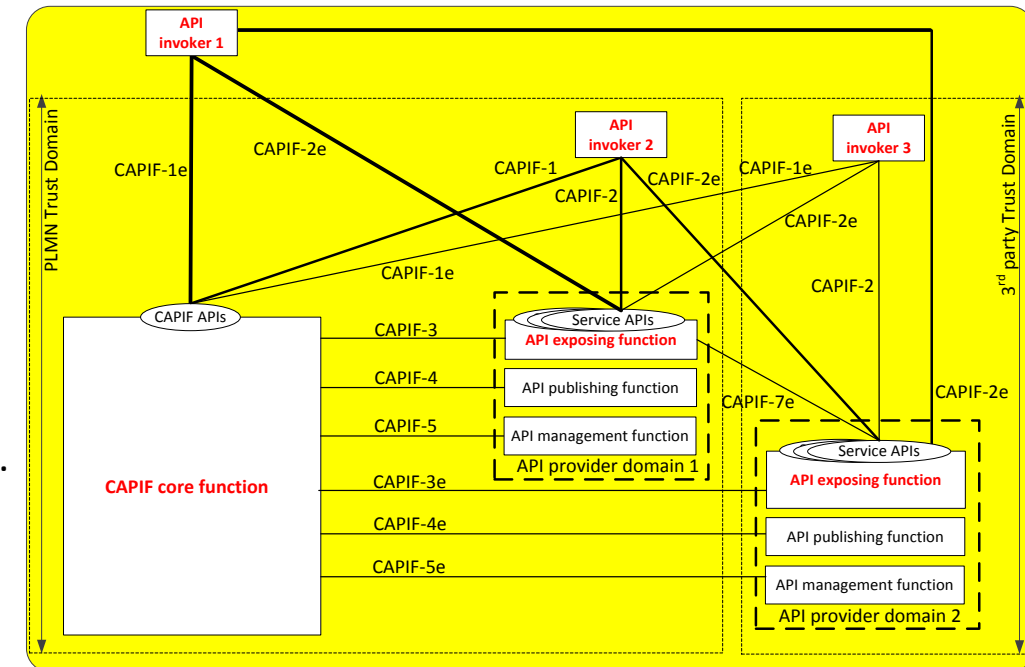 API
invoker 1
API
invoker 2
API
invoker 3
PLMN Trust Domain
3rd party Trust Domain
CAPIF-1e
CAPIF-2e
CAPIF-1
CAPIF-2
CAPIF-2e
CAPIF-1e
CAPIF-2e
CAPIF-1e
CAPIF-2
CAPIF APIs
Service APIs
CAPIF-3
API exposing function
CAPIF-4
API publishing function
CAPIF-7e
CAPIF-2e
CAPIF-5
API management function
API provider domain 1
Service APIs
CAPIF core function
CAPIF-3e
API exposing function
CAPIF-4e
API publishing function
CAPIF-5e
API management function
API provider domain 2
.